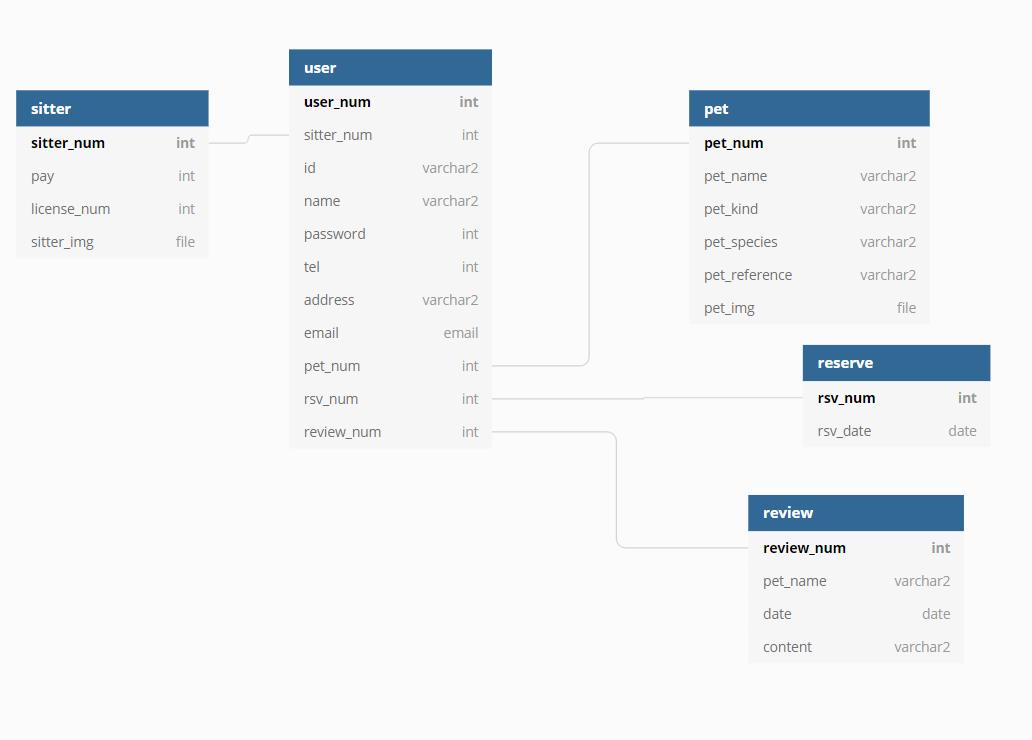 sitter
sitter_num int
pay int
license_num int
sitter_img file
user
user_num int
sitter_num int
id varchar2
name varchar2
password int
tel int
address varchar2
email email
pet_num int
rsv_num int
review_num int
pet
pet_num int
pet_name varchar2
pet_kind varchar2
pet_species varchar2
pet_reference varchar2
pet_img file
reserve
rsv_num int
rsv_date date
review
review_num int
pet_name varchar2
date date
content varchar2